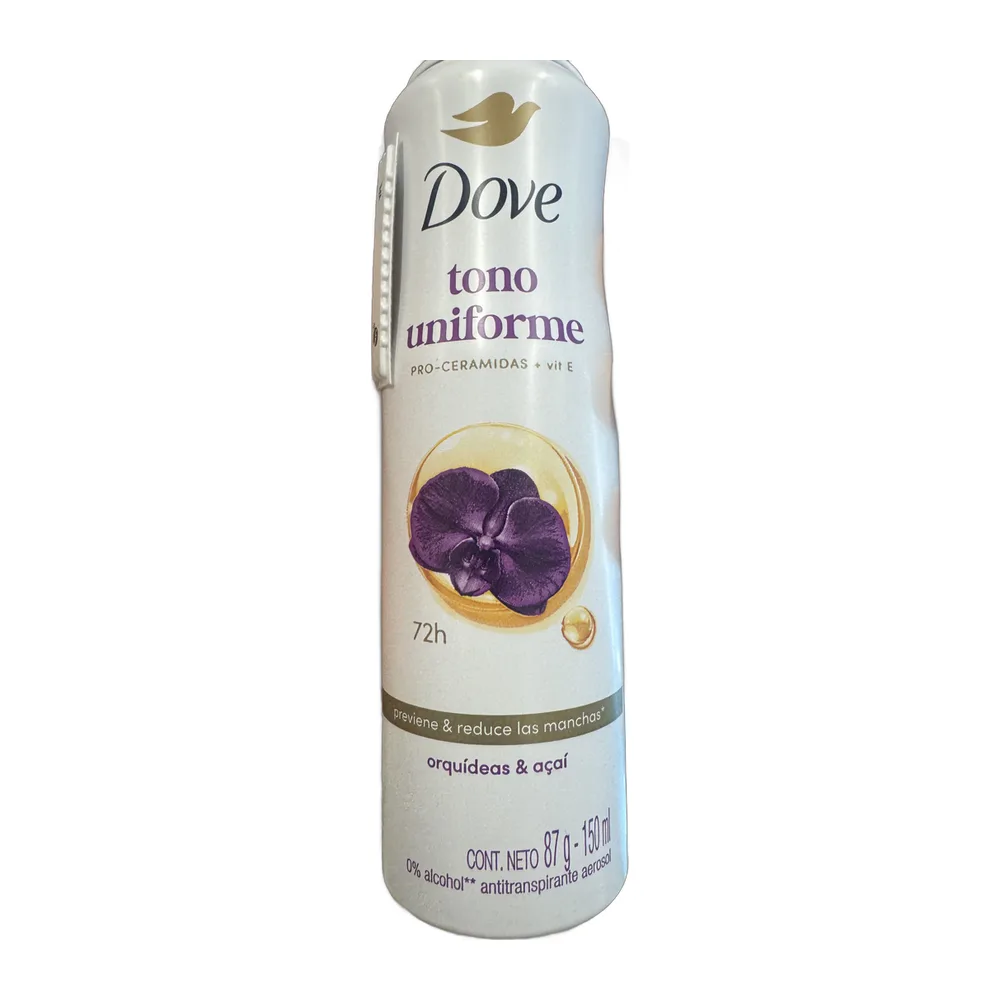 Dove
tono
uniforme
PRO-CERAMIDAS + vit E
72h
previene & reduce las manchas*
orquídeas & açaí
CONT. NETO 87 g - 150 ml
0% alcohol** antitranspirante aerosol